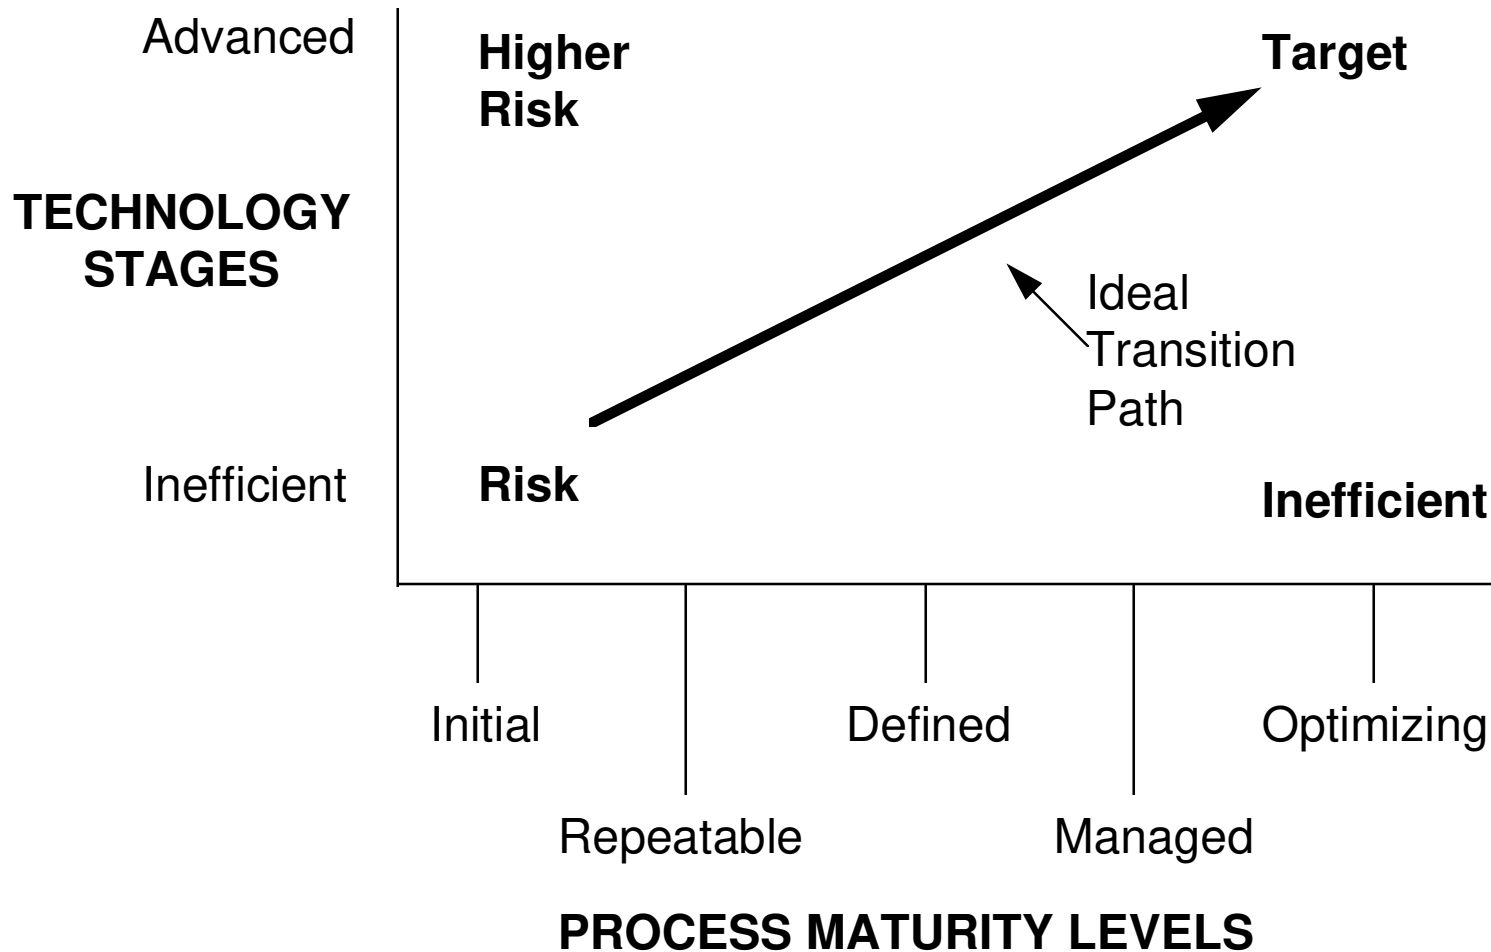 Advanced
Higher
Risk
Target
TECHNOLOGY
STAGES
Ideal
Transition
Path
Inefficient
Risk
Inefficient
Initial
Defined
Optimizing
Repeatable
Managed
PROCESS MATURITY LEVELS